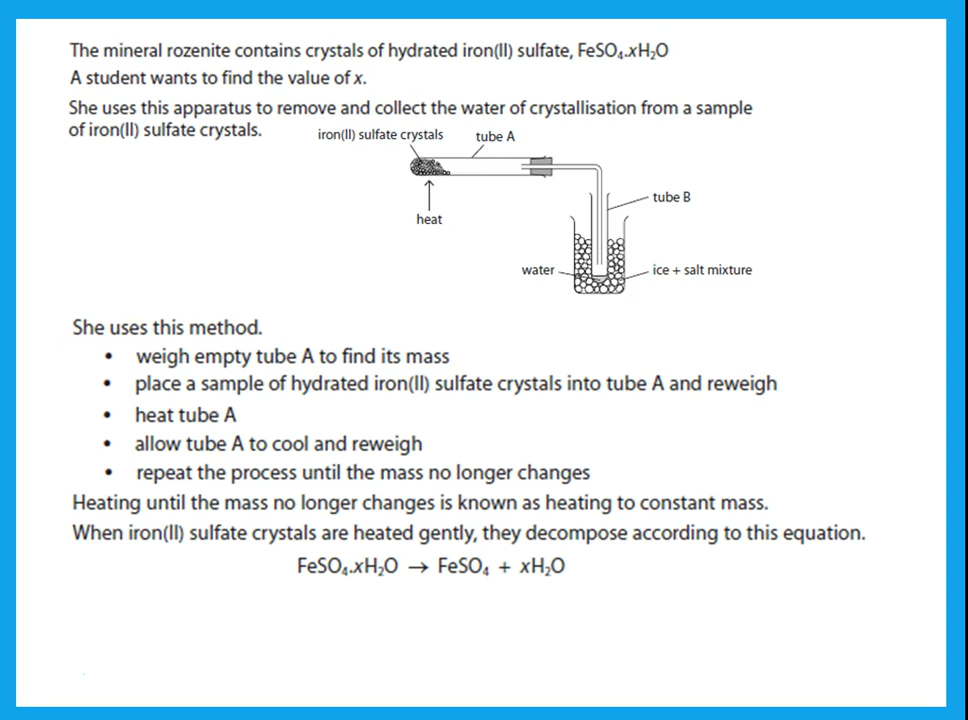 The mineral rozenite contains crystals of hydrated iron(II) sulfate, FeSO₄.xH₂O
A student wants to find the value of x.
She uses this apparatus to remove and collect the water of crystallisation from a sample
of iron(II) sulfate crystals.
iron(II) sulfate crystals
tube A
heat
tube B
water
ice + salt mixture
She uses this method.
• weigh empty tube A to find its mass
• place a sample of hydrated iron(II) sulfate crystals into tube A and reweigh
• heat tube A
• allow tube A to cool and reweigh
• repeat the process until the mass no longer changes
Heating until the mass no longer changes is known as heating to constant mass.
When iron(II) sulfate crystals are heated gently, they decompose according to this equation.
FeSO₄.xH₂O → FeSO₄ + xH₂O